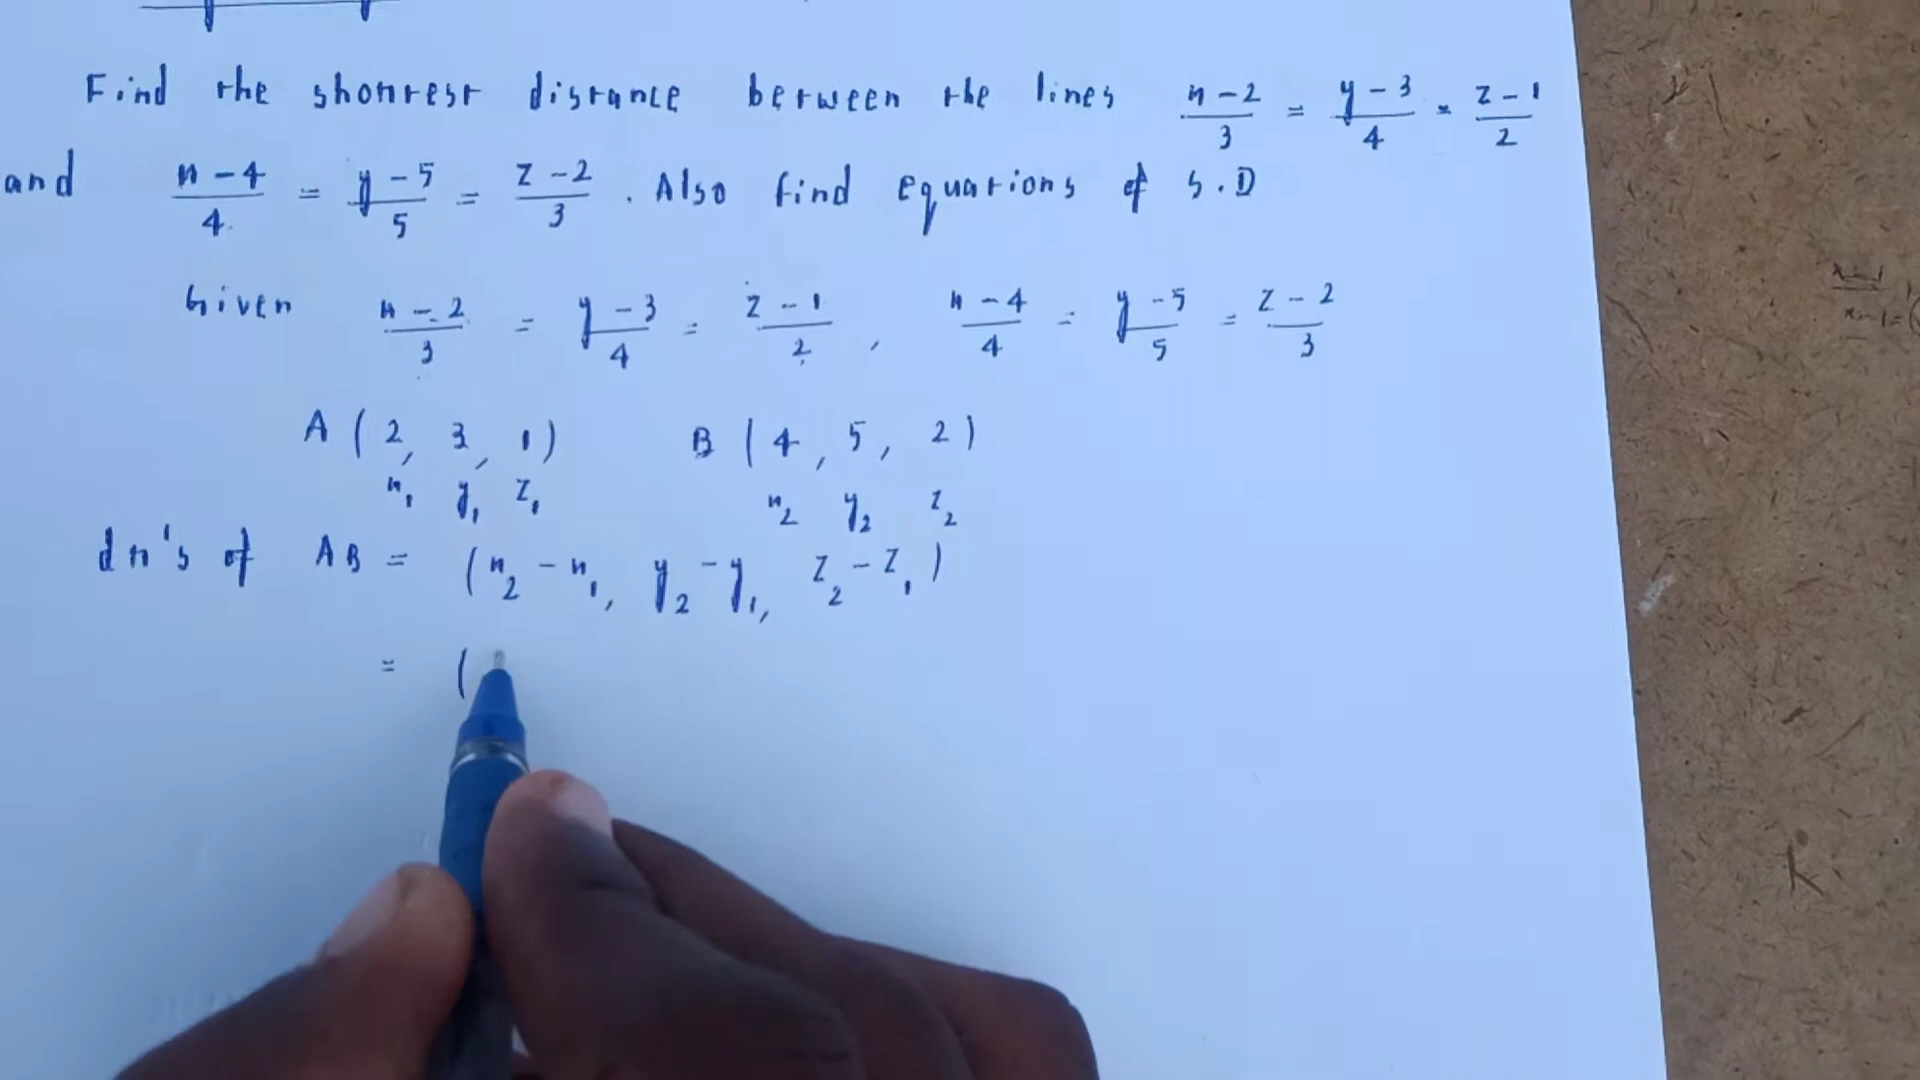 Find the shortest distance between the lines x-2/3 = y-3/4 = z-1/2
and x-4/4 = y-5/5 = z-2/3 . Also find equations of S.D
Given x-2/3 = y-3/4 = z-1/2 , x-4/4 = y-5/5 = z-2/3
A ( 2, 3, 1 ) B ( 4, 5, 2 )
x₁ y₁ z₁ x₂ y₂ z₂
dr's of AB = ( x₂ - x₁, y₂ - y₁, z₂ - z₁ )
= (
K